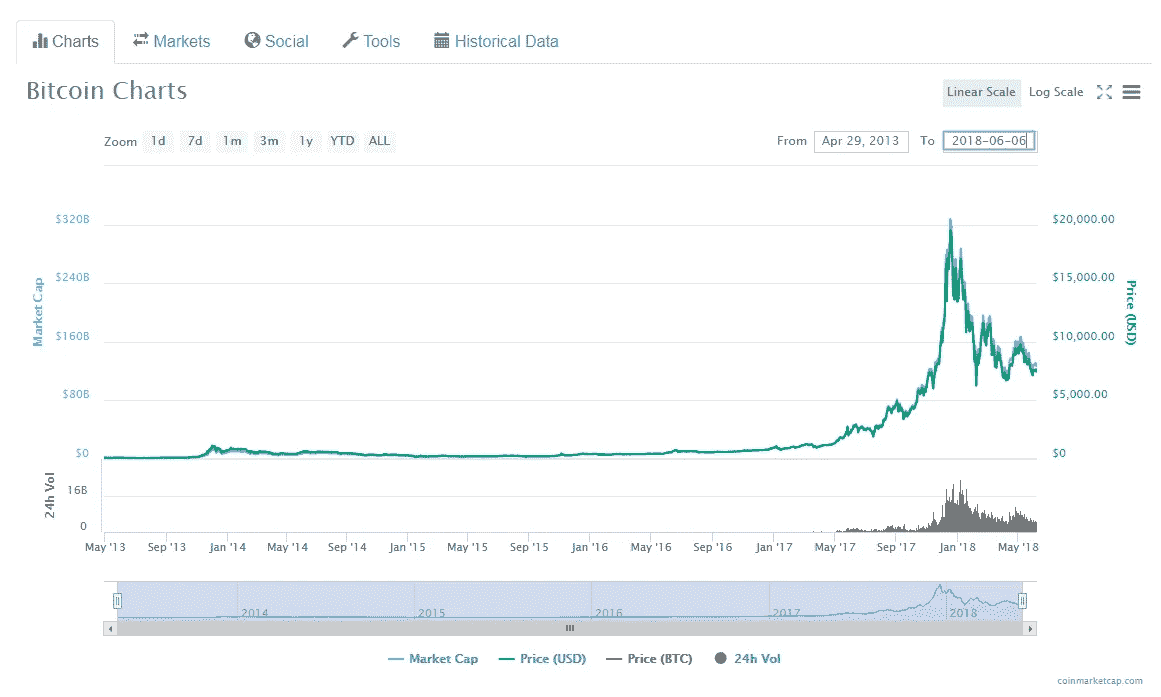 Charts Markets Social Tools Historical Data
Bitcoin Charts
Linear Scale Log Scale
Zoom 1d 7d 1m 3m 1y YTD ALL From Apr 29, 2013 To 2018-06-06
$320B $20,000.00
$240B $15,000.00
Market Cap
Price (USD)
$160B $10,000.00
$80B $5,000.00
$0 $0
24h Vol
16B
0
May '13 Sep '13 Jan '14 May '14 Sep '14 Jan '15 May '15 Sep '15 Jan '16 May '16 Sep '16 Jan '17 May '17 Sep '17 Jan '18 May '18
2014 2015 2016 2017 2018
Market Cap Price (USD) Price (BTC) 24h Vol
coinmarketcap.com